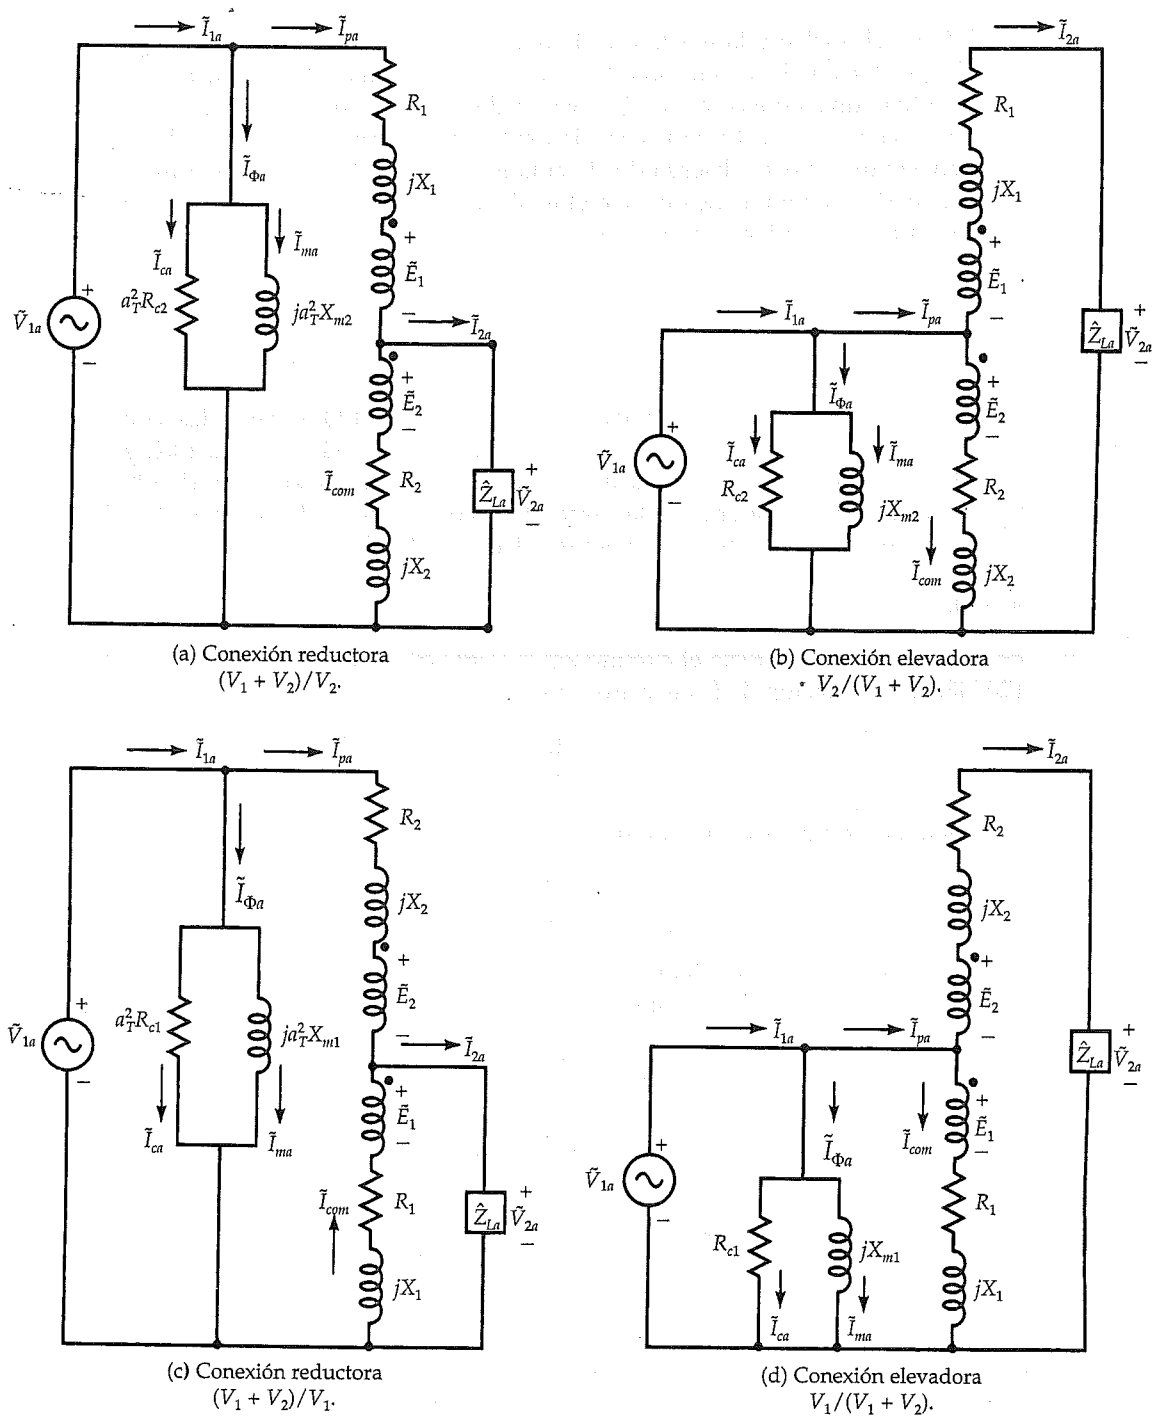 Ĩ1a
Ĩpa
R1
jX1
ĨΦa
Ĩca
Ĩma
+
Ẽ1
−
a²T Rc2
ja²T Xm2
Ṽ1a
+
−
Ĩ2a
+
Ẽ2
−
Ĩcom
R2
jX2
ẐLa
+
Ṽ2a
−
(a) Conexión reductora
(V1 + V2)/V2.
Ĩ2a
R1
jX1
+
Ẽ1
−
Ĩ1a
Ĩpa
ĨΦa
Ĩca
Ĩma
Rc2
jXm2
Ṽ1a
+
−
+
Ẽ2
−
R2
Ĩcom
jX2
ẐLa
+
Ṽ2a
−
(b) Conexión elevadora
V2/(V1 + V2).
Ĩ1a
Ĩpa
R2
jX2
ĨΦa
+
Ẽ2
−
a²T Rc1
ja²T Xm1
Ṽ1a
+
−
Ĩca
Ĩma
Ĩ2a
+
Ẽ1
−
Ĩcom
R1
jX1
ẐLa
+
Ṽ2a
−
(c) Conexión reductora
(V1 + V2)/V1.
Ĩ2a
R2
jX2
+
Ẽ2
−
Ĩ1a
Ĩpa
ĨΦa
Ĩcom
+
Ẽ1
−
Ṽ1a
+
−
Rc1
jXm1
R1
jX1
Ĩca
Ĩma
ẐLa
+
Ṽ2a
−
(d) Conexión elevadora
V1/(V1 + V2).